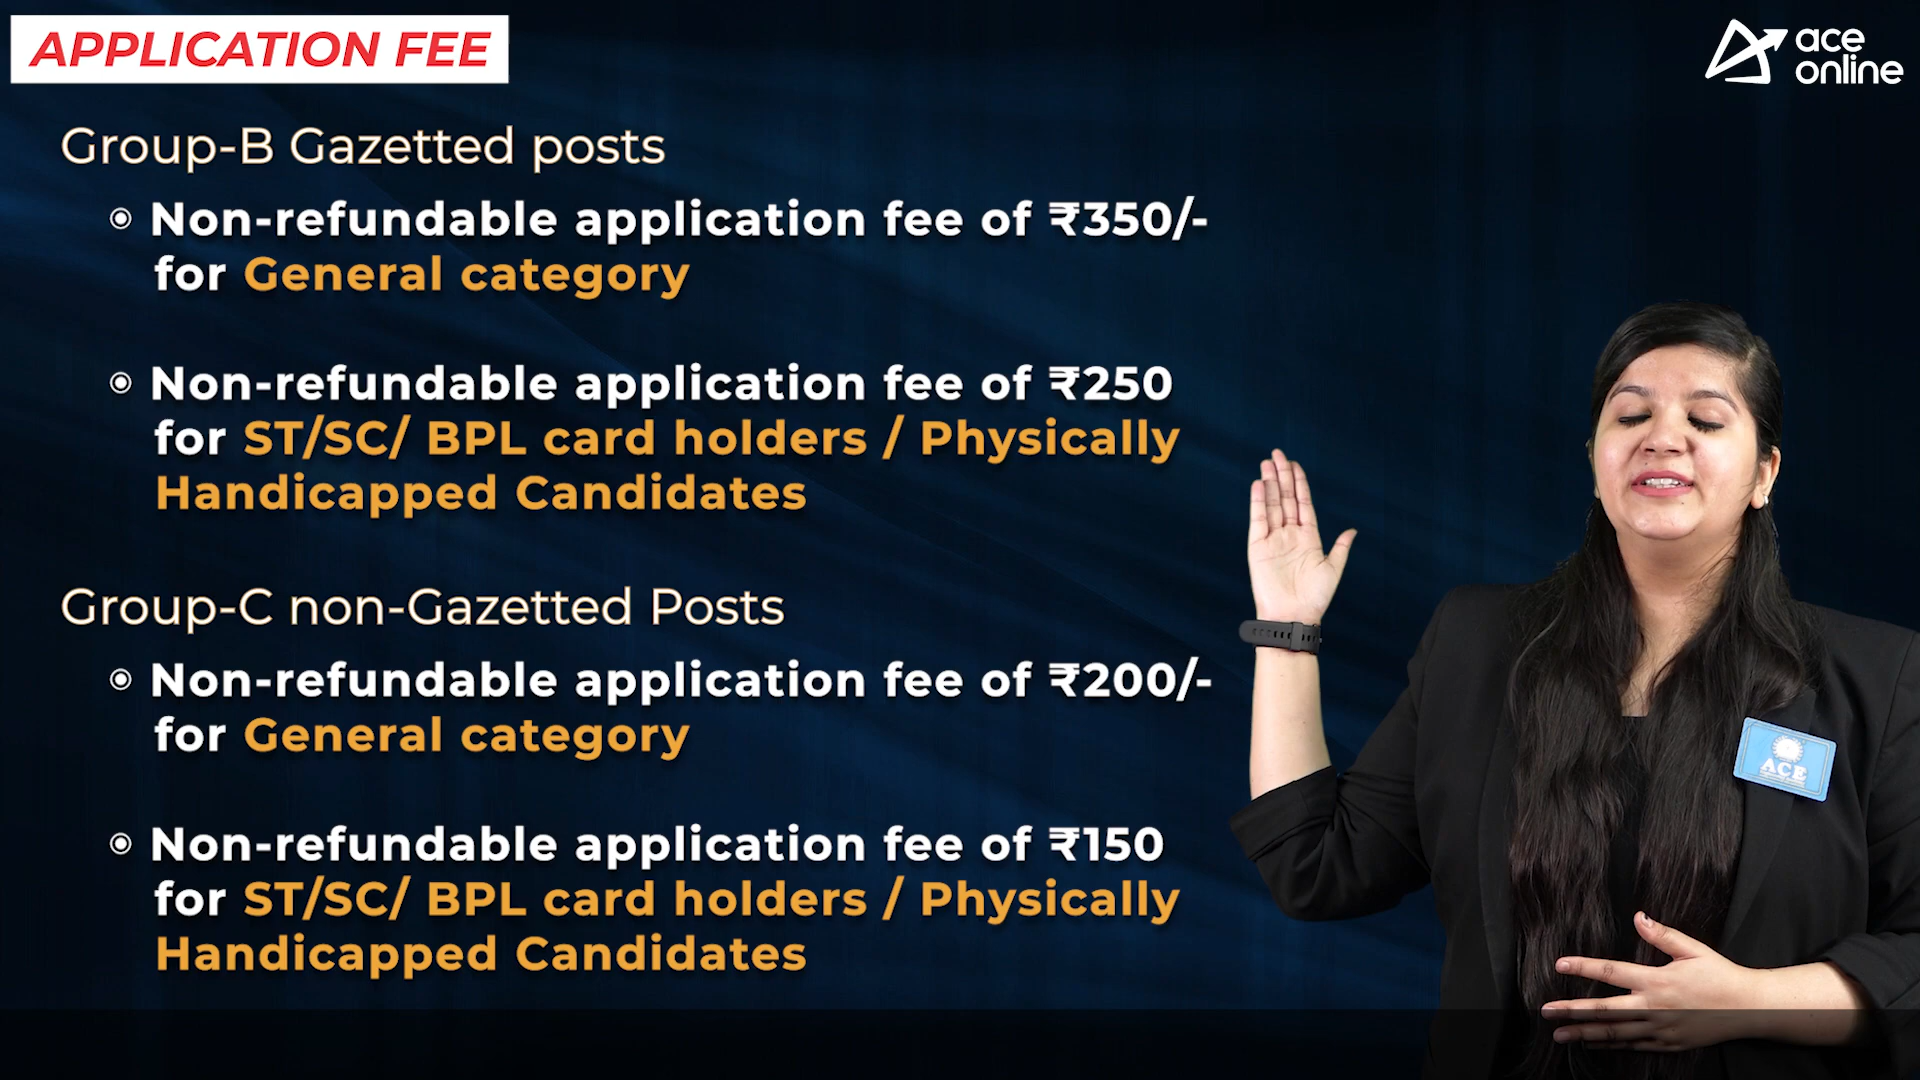 APPLICATION FEE
ace
online
Group-B Gazetted posts
Non-refundable application fee of ₹350/-
for General category
Non-refundable application fee of ₹250
for ST/SC/ BPL card holders / Physically
Handicapped Candidates
Group-C non-Gazetted Posts
Non-refundable application fee of ₹200/-
for General category
ACE
Non-refundable application fee of ₹150
for ST/SC/ BPL card holders / Physically
Handicapped Candidates